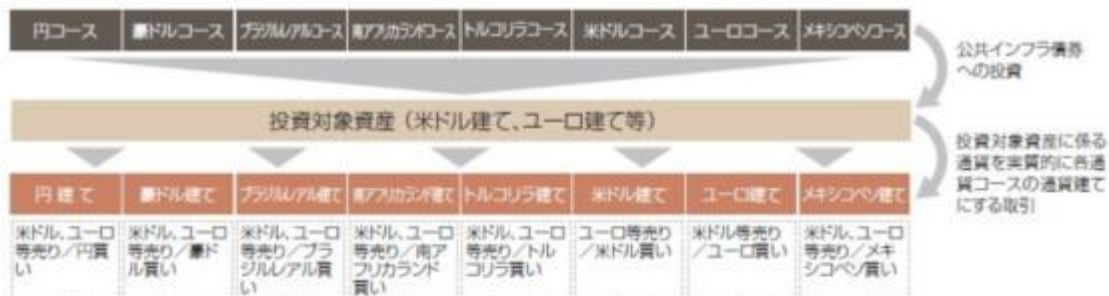 円コース
豪ドルコース
ブラジルレアルコース
南アフリカランドコース
トルコリラコース
米ドルコース
ユーロコース
メキシコペソコース
公共インフラ債券
への投資
投資対象資産（米ドル建て、ユーロ建て等）
投資対象資産に係る
通貨を実質的に各通
貨コースの通貨建て
にする取引
円建て
豪ドル建て
ブラジルレアル建て
南アフリカランド建て
トルコリラ建て
米ドル建て
ユーロ建て
メキシコペソ建て
米ドル、ユーロ
等売り／円買
い
米ドル、ユーロ
等売り／豪ド
ル買い
米ドル、ユーロ
等売り／ブラ
ジルレアル買
い
米ドル、ユーロ
等売り／南ア
フリカランド
買い
米ドル、ユーロ
等売り／トル
コリラ買い
ユーロ等売り
／米ドル買い
米ドル等売り
／ユーロ買い
米ドル、ユーロ
等売り／メキ
シコペソ買い